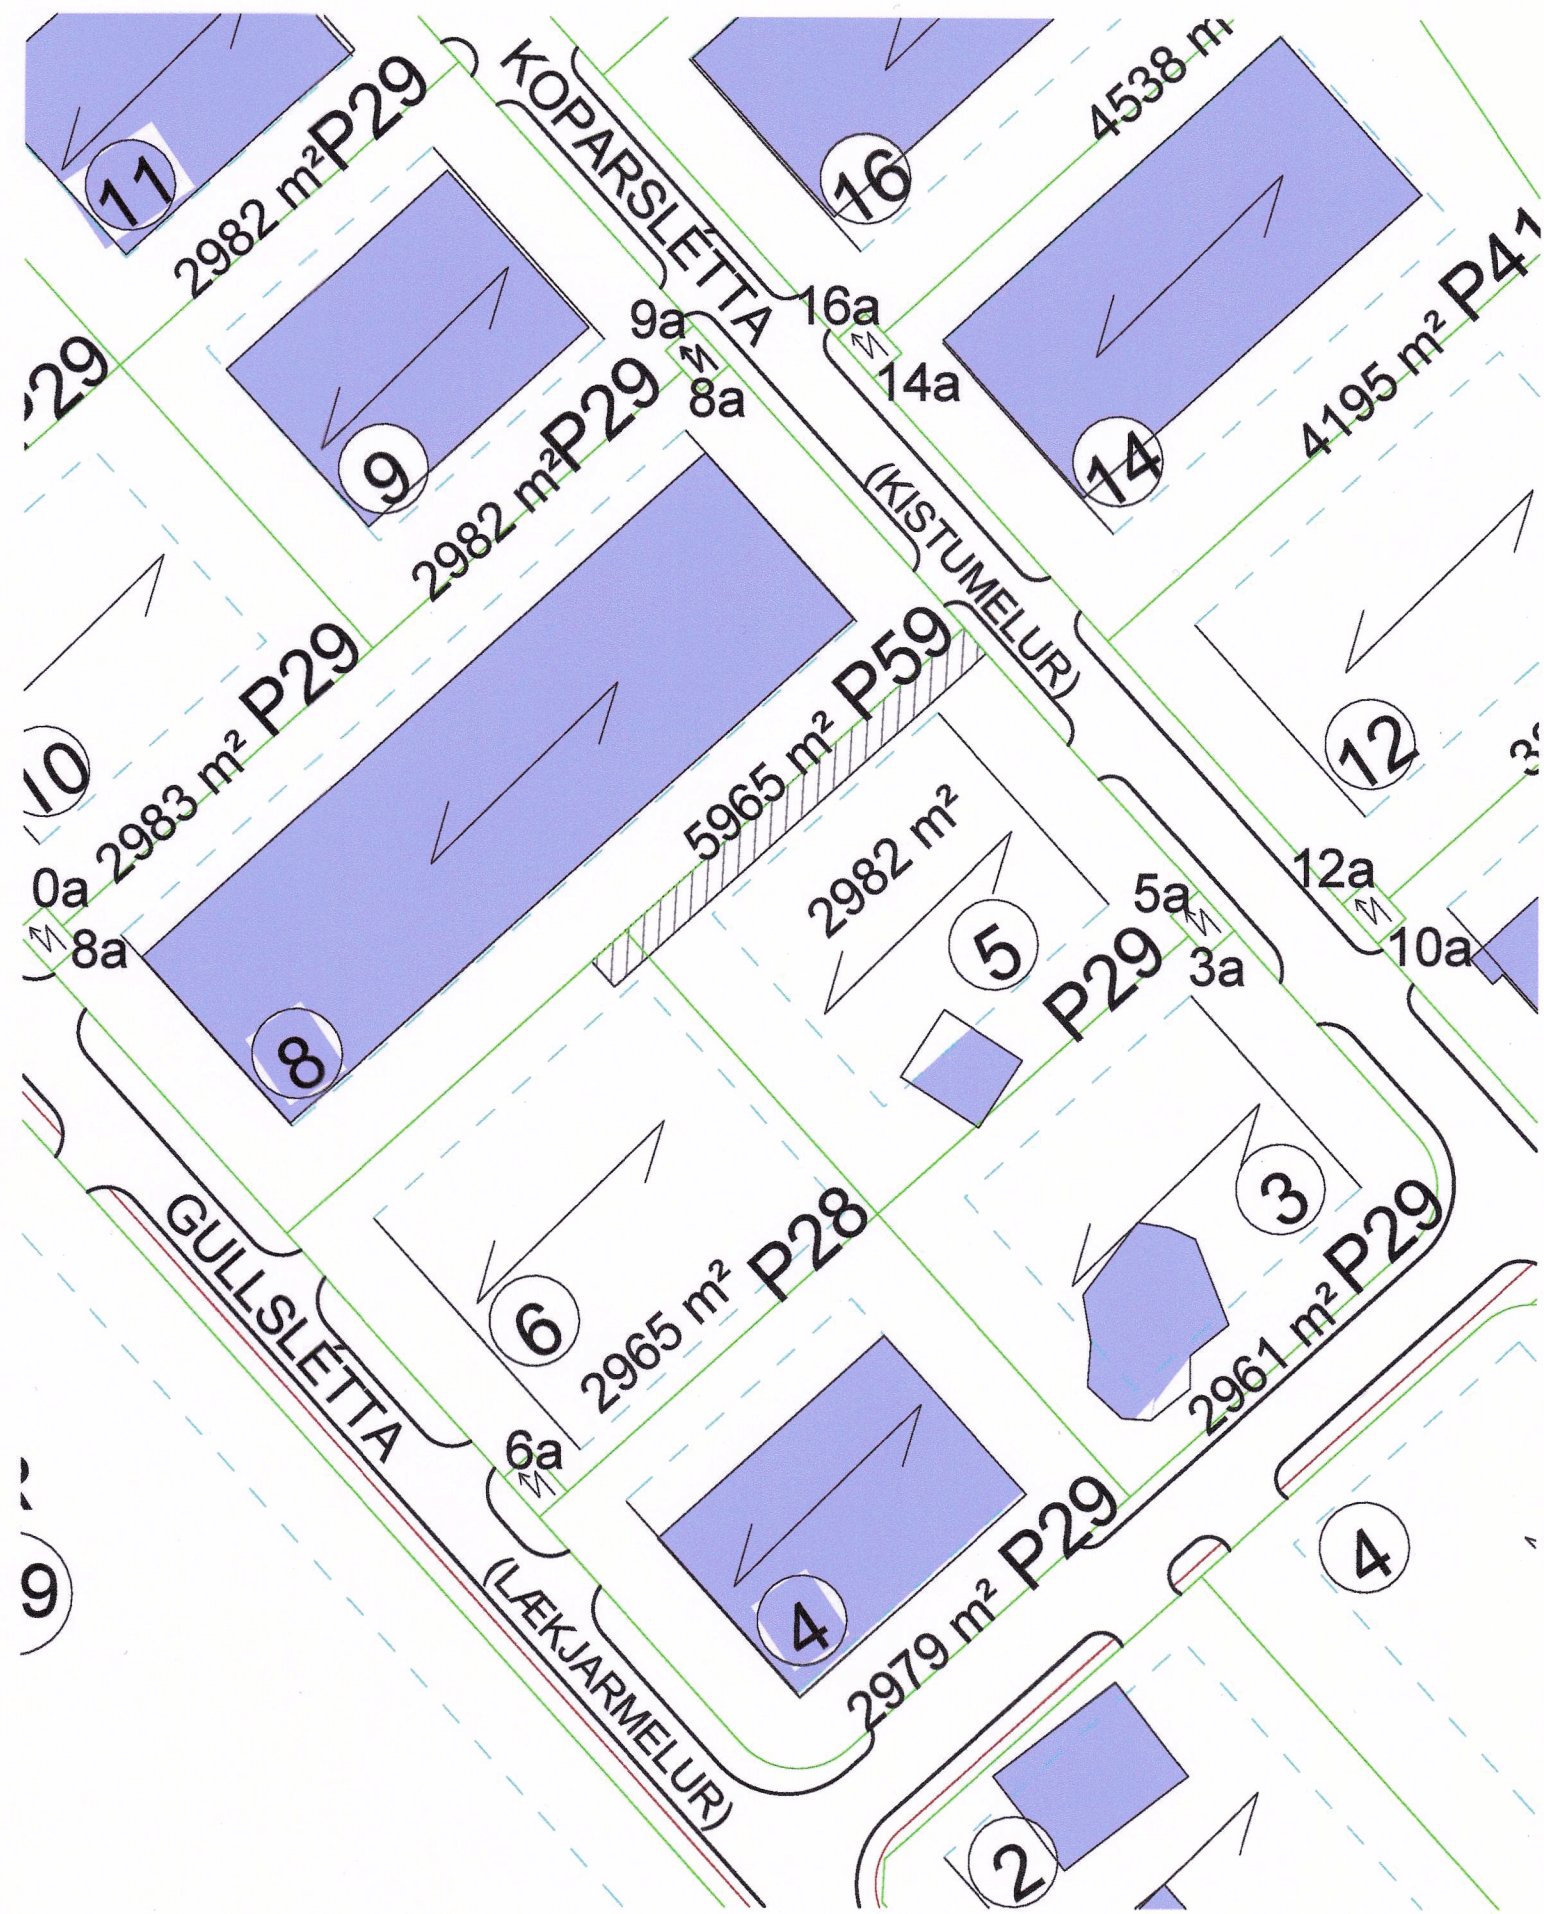 KOPARSLÉTTA
4538 m
P29
11
2982 m²
16
P41
9a
16a
14a
8a
4195 m²
P29
9
2982 m²
P29
14
(KISTUMELUR)
P59
P29
5965 m²
2983 m²
10
12
2982 m²
0a
8a
5a
12a
3a
10a
5
P29
8
GULLSLÉTTA
3
P29
P28
6
2965 m²
2961 m²
6a
P29
4
9
(LÆKJARMELUR)
4
2979 m²
2